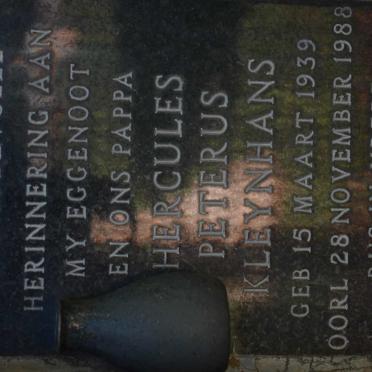 HERINNERING AAN
MY EGGENOOT
EN ONS PAPPA
HERCULES
PETERUS
KLEYNHANS
GEB 15 MAART 1939
OORL 28 NOVEMBER 1988